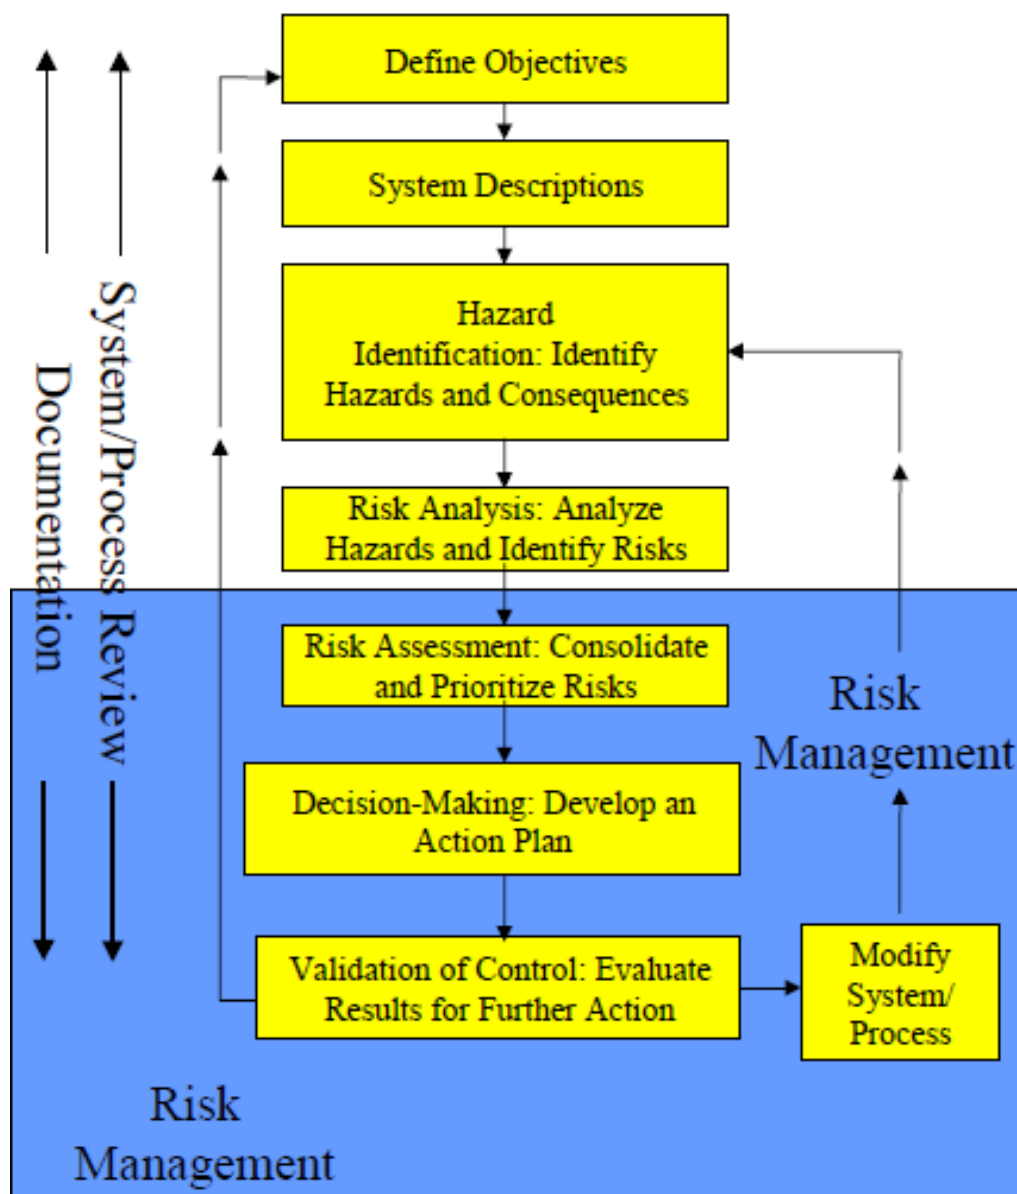 Define Objectives
System Descriptions
Hazard
Identification: Identify
Hazards and Consequences
Risk Analysis: Analyze
Hazards and Identify Risks
Risk Assessment: Consolidate
and Prioritize Risks
Decision-Making: Develop an
Action Plan
Validation of Control: Evaluate
Results for Further Action
Modify
System/
Process
Risk
Management
Risk
Management
System/Process Review
Documentation